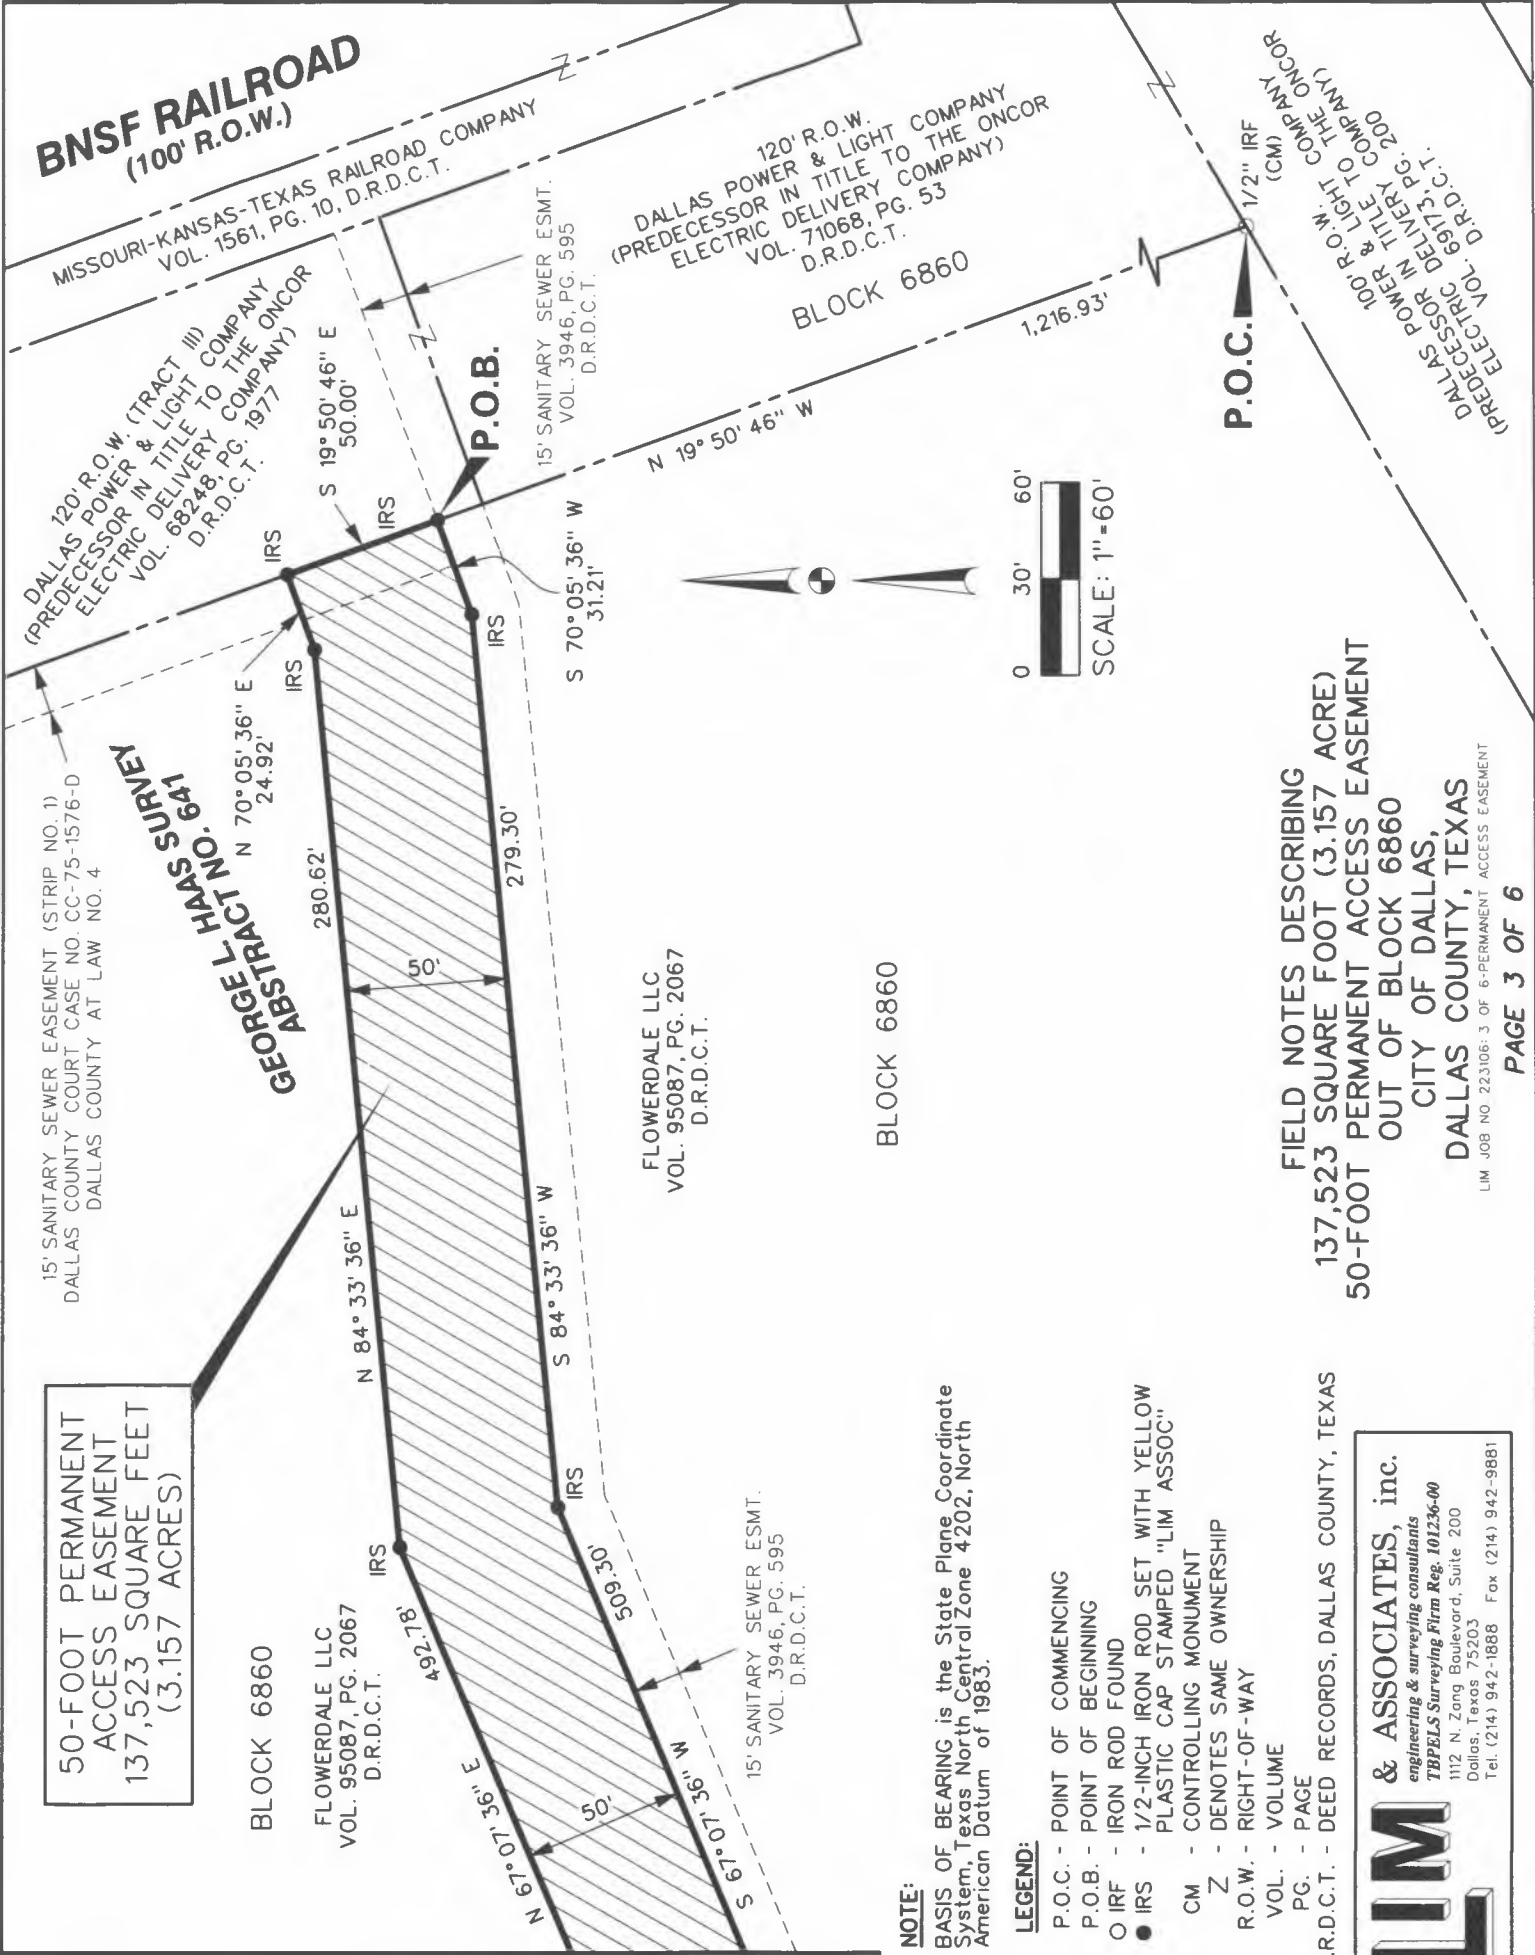 50-FOOT PERMANENT
ACCESS EASEMENT
137,523 SQUARE FEET
(3.157 ACRES)
15' SANITARY SEWER EASEMENT (STRIP NO. 1)
DALLAS COUNTY COURT CASE NO. CC-75-1576-D
DALLAS COUNTY AT LAW NO. 4
GEORGE L. HAAS SURVEY
ABSTRACT NO. 641
120' R.O.W. (TRACT III)
DALLAS POWER & LIGHT COMPANY
(PREDECESSOR IN TITLE TO THE ONCOR
ELECTRIC DELIVERY COMPANY)
VOL. 68248, PG. 1977
D.R.D.C.T.
BNSF RAILROAD
(100' R.O.W.)
MISSOURI-KANSAS-TEXAS RAILROAD COMPANY
VOL. 1561, PG. 10, D.R.D.C.T.
BLOCK 6860
FLOWERDALE LLC
VOL. 95087, PG. 2067
D.R.D.C.T.
N 67° 07' 36" E
492.78'
IRS
N 84° 33' 36" E
280.62'
IRS
N 70° 05' 36" E
24.92'
IRS
S 19° 50' 46" E
50.00'
IRS
P.O.B.
15' SANITARY SEWER ESMT.
VOL. 3946, PG. 595
D.R.D.C.T.
Z
Z
120' R.O.W.
DALLAS POWER & LIGHT COMPANY
(PREDECESSOR IN TITLE TO THE ONCOR
ELECTRIC DELIVERY COMPANY)
VOL. 71068, PG. 53
D.R.D.C.T.
BLOCK 6860
50'
50'
S 67° 07' 36" W
509.30'
IRS
S 84° 33' 36" W
279.30'
IRS
S 70° 05' 36" W
31.21'
N 19° 50' 46" W
1,216.93'
15' SANITARY SEWER ESMT.
VOL. 3946, PG. 595
D.R.D.C.T.
FLOWERDALE LLC
VOL. 95087, PG. 2067
D.R.D.C.T.
BLOCK 6860
0 30' 60'
SCALE: 1"=60'
P.O.C.
1/2" IRF
(CM)
Z
100' R.O.W.
DALLAS POWER & LIGHT COMPANY
(PREDECESSOR IN TITLE TO THE ONCOR
ELECTRIC DELIVERY COMPANY)
VOL. 69173, PG. 200
D.R.D.C.T.
NOTE:
BASIS OF BEARING is the State Plane Coordinate
System, Texas North Central Zone 4202, North
American Datum of 1983.
LEGEND:
P.O.C. - POINT OF COMMENCING
P.O.B. - POINT OF BEGINNING
O IRF - IRON ROD FOUND
● IRS - 1/2-INCH IRON ROD SET WITH YELLOW
PLASTIC CAP STAMPED "LIM ASSOC"
CM - CONTROLLING MONUMENT
Z - DENOTES SAME OWNERSHIP
R.O.W. - RIGHT-OF-WAY
VOL. - VOLUME
PG. - PAGE
.R.D.C.T. - DEED RECORDS, DALLAS COUNTY, TEXAS
LIM & ASSOCIATES, inc.
engineering & surveying consultants
TBPELS Surveying Firm Reg. 101236-00
1112 N. Zang Boulevard, Suite 200
Dallas, Texas 75203
Tel. (214) 942-1888 Fax (214) 942-9881
FIELD NOTES DESCRIBING
137,523 SQUARE FOOT (3.157 ACRE)
50-FOOT PERMANENT ACCESS EASEMENT
OUT OF BLOCK 6860
CITY OF DALLAS,
DALLAS COUNTY, TEXAS
LIM JOB NO 223106: 3 OF 6-PERMANENT ACCESS EASEMENT
PAGE 3 OF 6